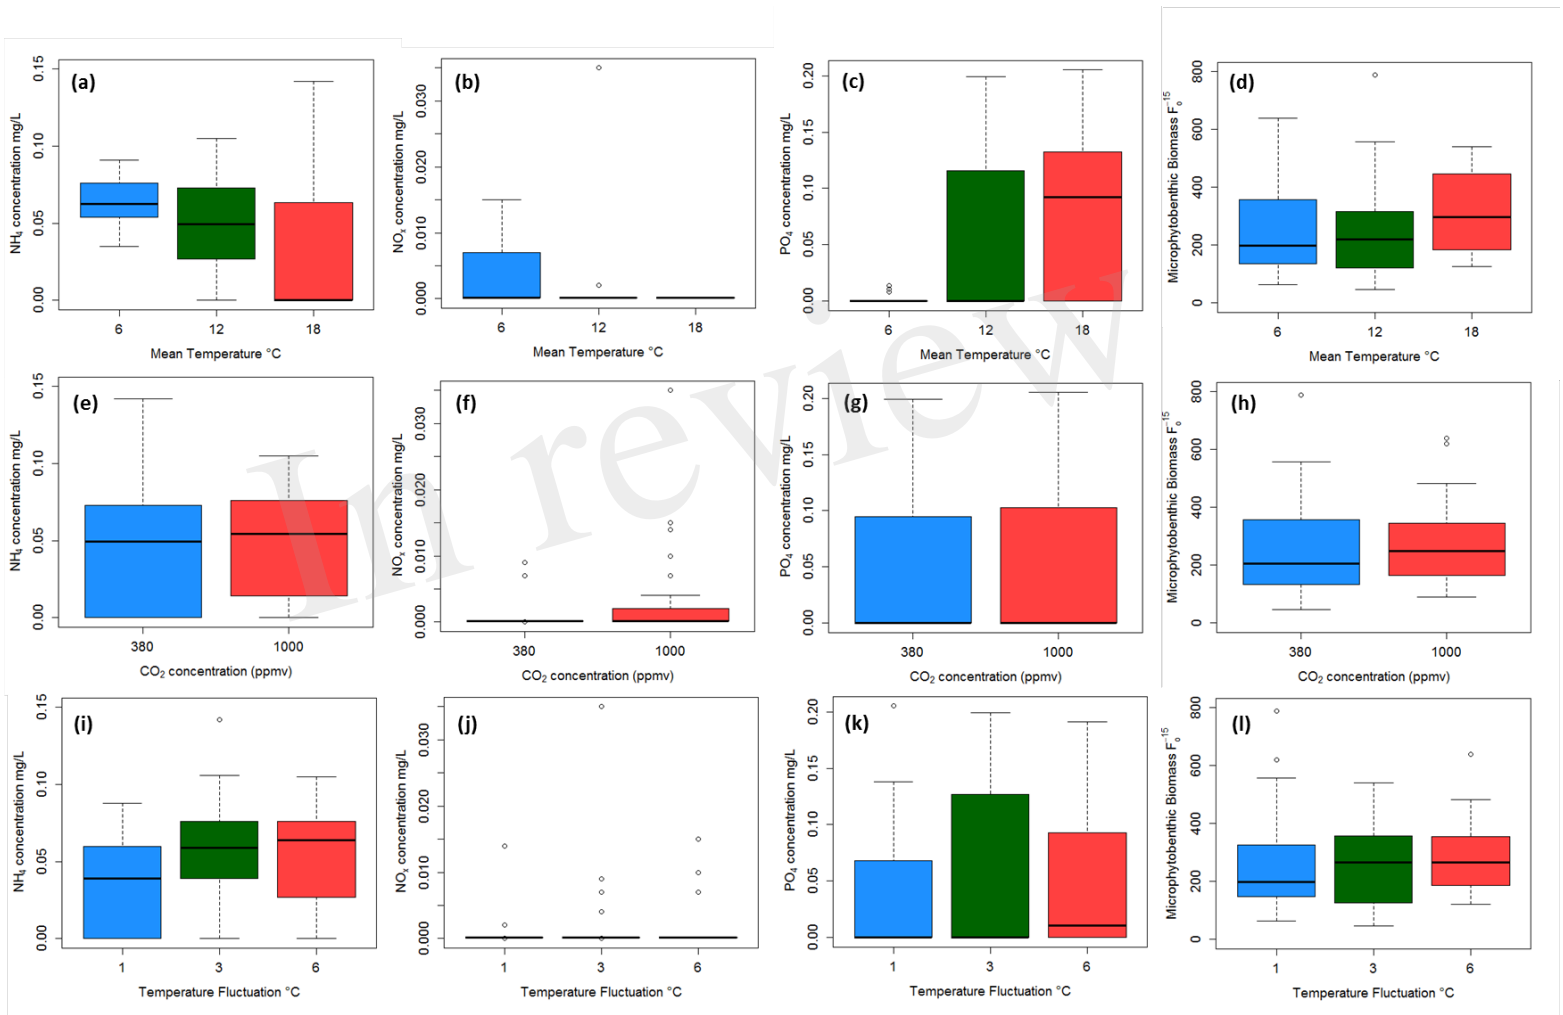 (a)
NH4 concentration mg/L
0.00 0.05 0.10 0.15
6 12 18
Mean Temperature °C
(b)
NOx concentration mg/L
0.000 0.010 0.020 0.030
6 12 18
Mean Temperature °C
(c)
PO4 concentration mg/L
0.00 0.05 0.10 0.15 0.20
6 12 18
Mean Temperature °C
(d)
Microphytobenthic Biomass Fo-15
0 200 400 600 800
6 12 18
Mean Temperature °C
(e)
NH4 concentration mg/L
0.00 0.05 0.10 0.15
380 1000
CO2 concentration (ppmv)
(f)
NOx concentration mg/L
0.000 0.010 0.020 0.030
380 1000
CO2 concentration (ppmv)
(g)
PO4 concentration mg/L
0.00 0.05 0.10 0.15 0.20
380 1000
CO2 concentration (ppmv)
(h)
Microphytobenthic Biomass Fo-15
0 200 400 600 800
380 1000
CO2 concentration (ppmv)
(i)
NH4 concentration mg/L
0.00 0.05 0.10 0.15
1 3 6
Temperature Fluctuation °C
(j)
NOx concentration mg/L
0.000 0.010 0.020 0.030
1 3 6
Temperature Fluctuation °C
(k)
PO4 concentration mg/L
0.00 0.05 0.10 0.15 0.20
1 3 6
Temperature Fluctuation °C
(l)
Microphytobenthic Biomass Fo-15
0 200 400 600 800
1 3 6
Temperature Fluctuation °C
In review